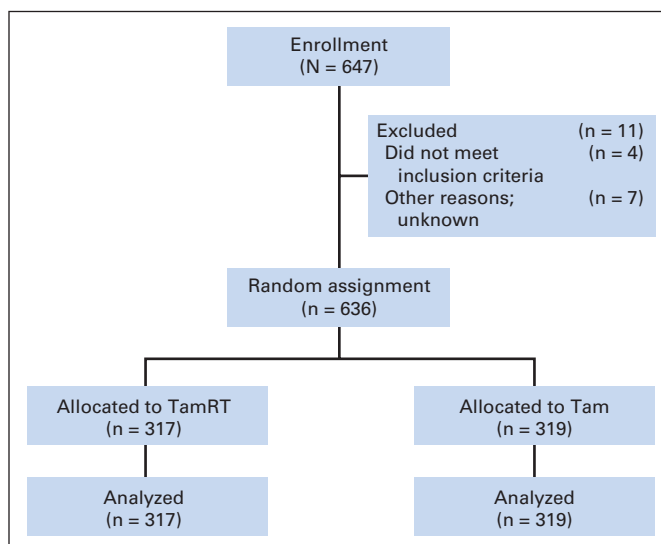 Enrollment
(N = 647)
Excluded (n = 11)
Did not meet (n = 4)
inclusion criteria
Other reasons; (n = 7)
unknown
Random assignment
(n = 636)
Allocated to TamRT
(n = 317)
Allocated to Tam
(n = 319)
Analyzed
(n = 317)
Analyzed
(n = 319)